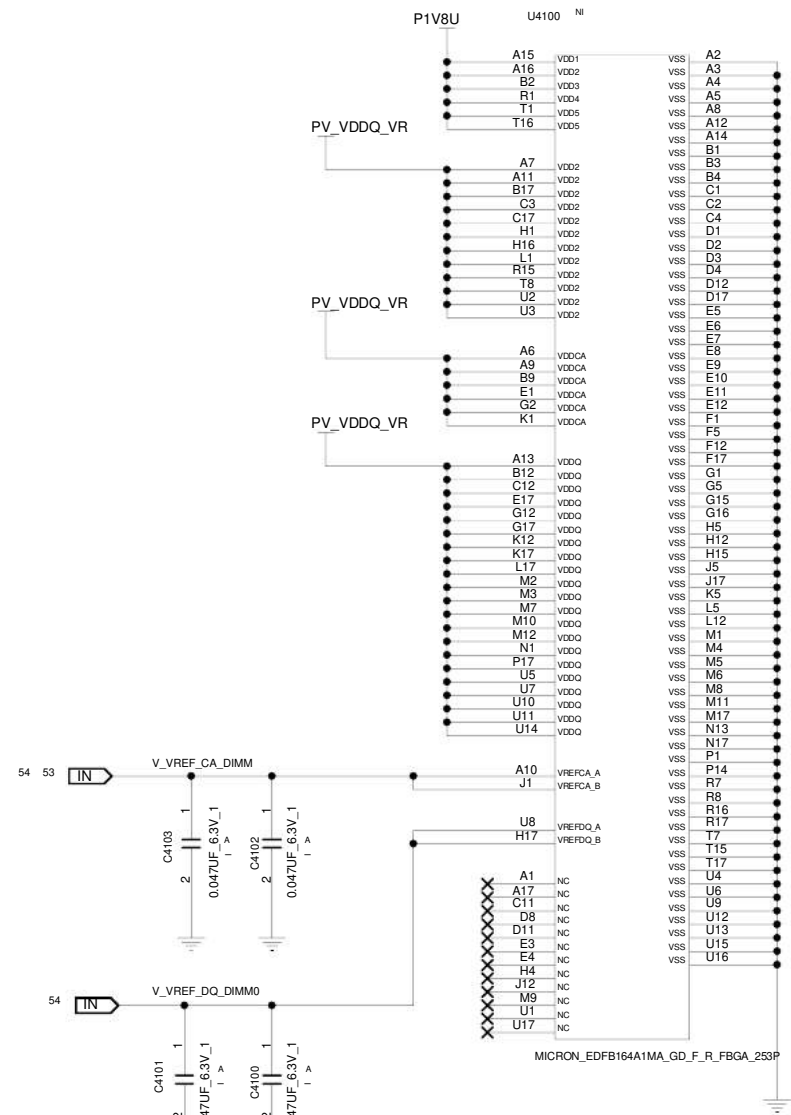 P1V8U U4100 NI
A15 VDD1 VSS A2
A16 VDD2 VSS A3
B2 VDD3 VSS A4
R1 VDD4 VSS A5
T1 VDD5 VSS A8
T16 VDD5 VSS A12
PV_VDDQ_VR
VSS A14
VSS B1
A7 VDD2 VSS B3
A11 VDD2 VSS B4
B17 VDD2 VSS C1
C3 VDD2 VSS C2
C17 VDD2 VSS C4
H1 VDD2 VSS D1
H16 VDD2 VSS D2
L1 VDD2 VSS D3
R15 VDD2 VSS D4
T8 VDD2 VSS D12
U2 VDD2 VSS D17
U3 VDD2 VSS E5
PV_VDDQ_VR
VSS E6
VSS E7
A6 VDDCA VSS E8
A9 VDDCA VSS E9
B9 VDDCA VSS E10
E1 VDDCA VSS E11
G2 VDDCA VSS E12
K1 VDDCA VSS F1
PV_VDDQ_VR
VSS F5
VSS F12
A13 VDDQ VSS F17
B12 VDDQ VSS G1
C12 VDDQ VSS G5
E17 VDDQ VSS G15
G12 VDDQ VSS G16
G17 VDDQ VSS H5
K12 VDDQ VSS H12
K17 VDDQ VSS H15
L17 VDDQ VSS J5
M2 VDDQ VSS J17
M3 VDDQ VSS K5
M7 VDDQ VSS L5
M10 VDDQ VSS L12
M12 VDDQ VSS M1
N1 VDDQ VSS M4
P17 VDDQ VSS M5
U5 VDDQ VSS M6
U7 VDDQ VSS M8
U10 VDDQ VSS M11
U11 VDDQ VSS M17
U14 VDDQ VSS N13
VSS N17
VSS P1
54 53 IN V_VREF_CA_DIMM
A10 VREFCA_A VSS P14
J1 VREFCA_B VSS R7
VSS R8
VSS R16
U8 VREFDQ_A VSS R17
H17 VREFDQ_B VSS T7
VSS T15
VSS T17
C4103 1 2 0.047UF_6.3V_1 A
C4102 1 2 0.047UF_6.3V_1 A
A1 NC VSS U4
A17 NC VSS U6
C11 NC VSS U9
D8 NC VSS U12
D11 NC VSS U13
E3 NC VSS U15
E4 NC VSS U16
H4 NC
J12 NC
M9 NC
U1 NC
U17 NC
54 IN V_VREF_DQ_DIMM0
MICRON_EDFB164A1MA_GD_F_R_FBGA_253P
C4101 1 2 47UF_6.3V_1 A
C4100 1 2 47UF_6.3V_1 A